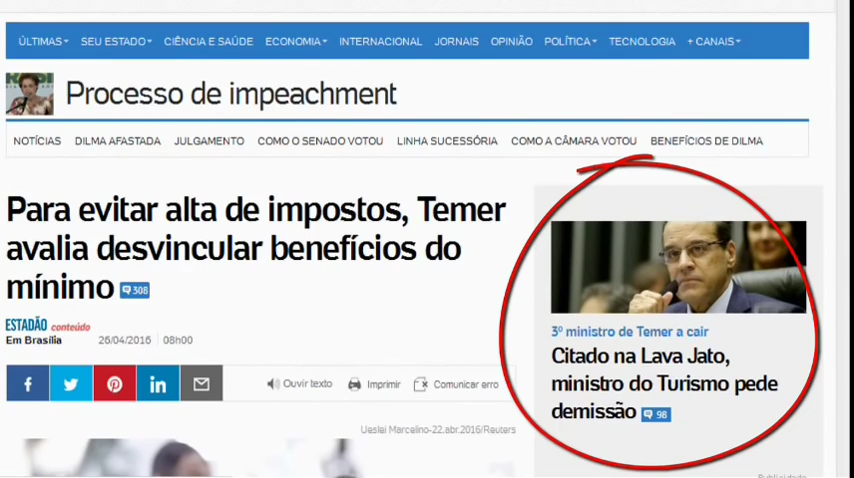 ÚLTIMAS SEU ESTADO CIÊNCIA E SAÚDE ECONOMIA INTERNACIONAL JORNAIS OPINIÃO POLÍTICA TECNOLOGIA + CANAIS
Processo de impeachment
NOTÍCIAS DILMA AFASTADA JULGAMENTO COMO O SENADO VOTOU LINHA SUCESSÓRIA COMO A CÂMARA VOTOU BENEFÍCIOS DE DILMA
Para evitar alta de impostos, Temer
avalia desvincular benefícios do
mínimo 308
ESTADÃO conteúdo
Em Brasília 26/04/2016 08h00
Ouvir texto Imprimir Comunicar erro
Ueslei Marcelino-22.abr.2016/Reuters
3º ministro de Temer a cair
Citado na Lava Jato,
ministro do Turismo pede
demissão 98